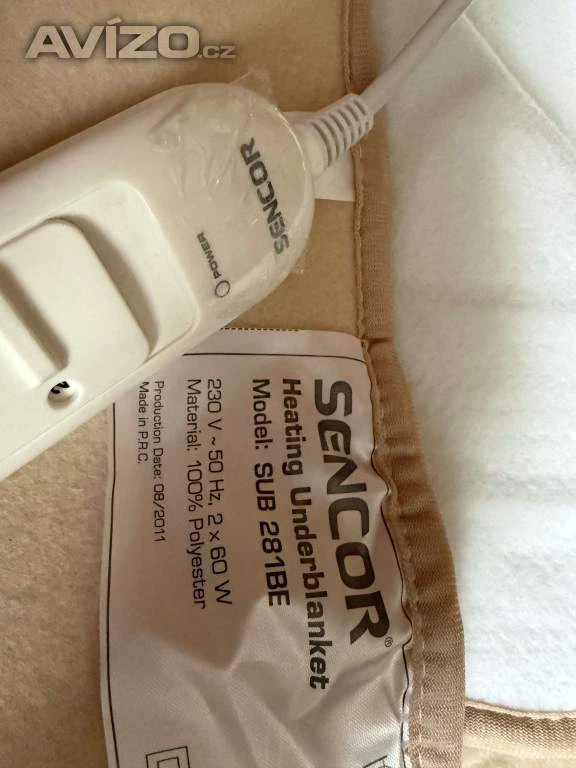 AVÍZO.cz
SENCOR
POWER
SENCOR®
Heating Underblanket
Model: SUB 281BE
230 V ~ 50 Hz, 2 x 60 W
Material: 100% Polyester
Production Date: 08/2011
Made in P.R.C.